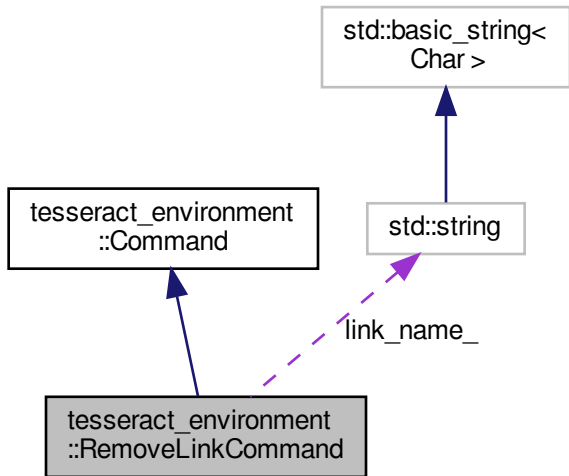 std::basic_string<
Char >
tesseract_environment
::Command
std::string
link_name_
tesseract_environment
::RemoveLinkCommand